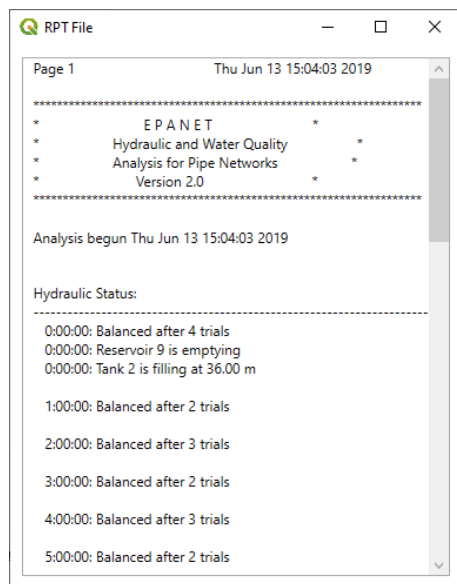 RPT File
Page 1 Thu Jun 13 15:04:03 2019
******************************************************************
* E P A N E T *
* Hydraulic and Water Quality *
* Analysis for Pipe Networks *
* Version 2.0 *
******************************************************************
Analysis begun Thu Jun 13 15:04:03 2019
Hydraulic Status:
-----------------------------------------------------------------------
0:00:00: Balanced after 4 trials
0:00:00: Reservoir 9 is emptying
0:00:00: Tank 2 is filling at 36.00 m
1:00:00: Balanced after 2 trials
2:00:00: Balanced after 3 trials
3:00:00: Balanced after 2 trials
4:00:00: Balanced after 3 trials
5:00:00: Balanced after 2 trials